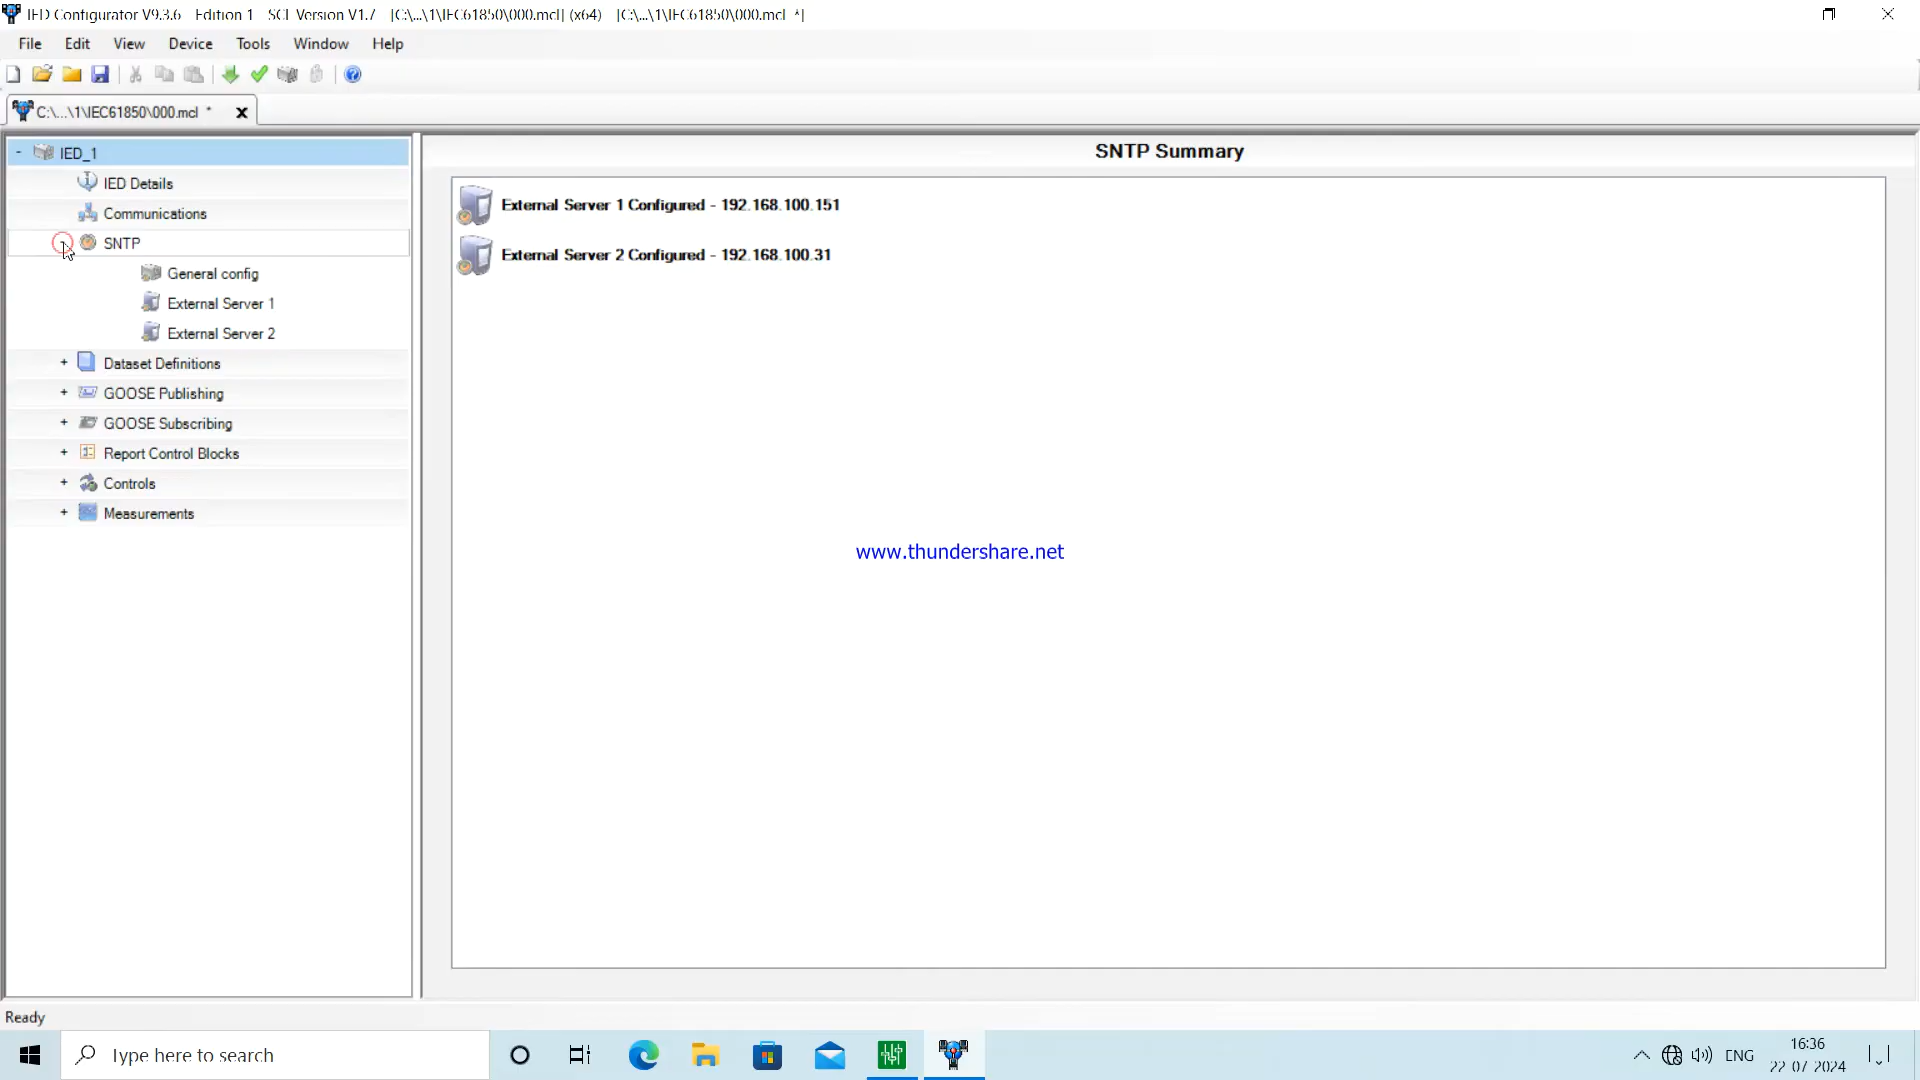 IED Configurator V9.3.6 - Edition 1 - SCL Version V1.7 - [C:\...\1\IEC61850\000.mcl] (x64) - [C:\...\1\IEC61850\000.mcl *]
File Edit View Device Tools Window Help
C:\...\1\IEC61850\000.mcl *
IED_1
IED Details
Communications
SNTP
General config
External Server 1
External Server 2
Dataset Definitions
GOOSE Publishing
GOOSE Subscribing
Report Control Blocks
Controls
Measurements
SNTP Summary
External Server 1 Configured - 192.168.100.151
External Server 2 Configured - 192.168.100.31
www.thundershare.net
Ready
Type here to search
ENG
16:36
22-07-2024